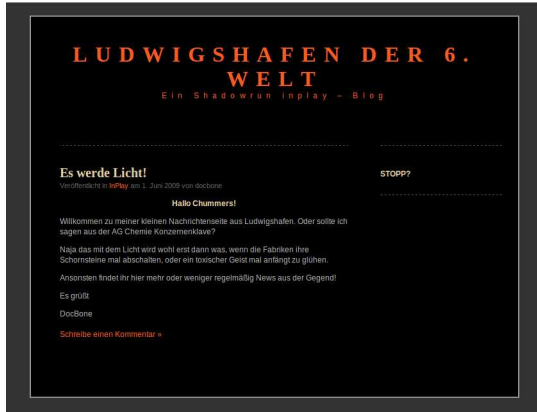 LUDWIGSHAFEN DER 6.
WELT
Ein Shadowrun inplay – Blog
Es werde Licht!
Veröffentlicht in InPlay am 1. Juni 2009 von docbone
Hallo Chummers!
Willkommen zu meiner kleinen Nachrichtenseite aus Ludwigshafen. Oder sollte ich
sagen aus der AG Chemie Konzernenklave?
Naja das mit dem Licht wird wohl erst dann was, wenn die Fabriken ihre
Schornsteine mal abschalten, oder ein toxischer Geist mal anfängt zu glühen.
Ansonsten findet ihr hier mehr oder weniger regelmäßig News aus der Gegend!
Es grüßt
DocBone
Schreibe einen Kommentar »
STOPP?